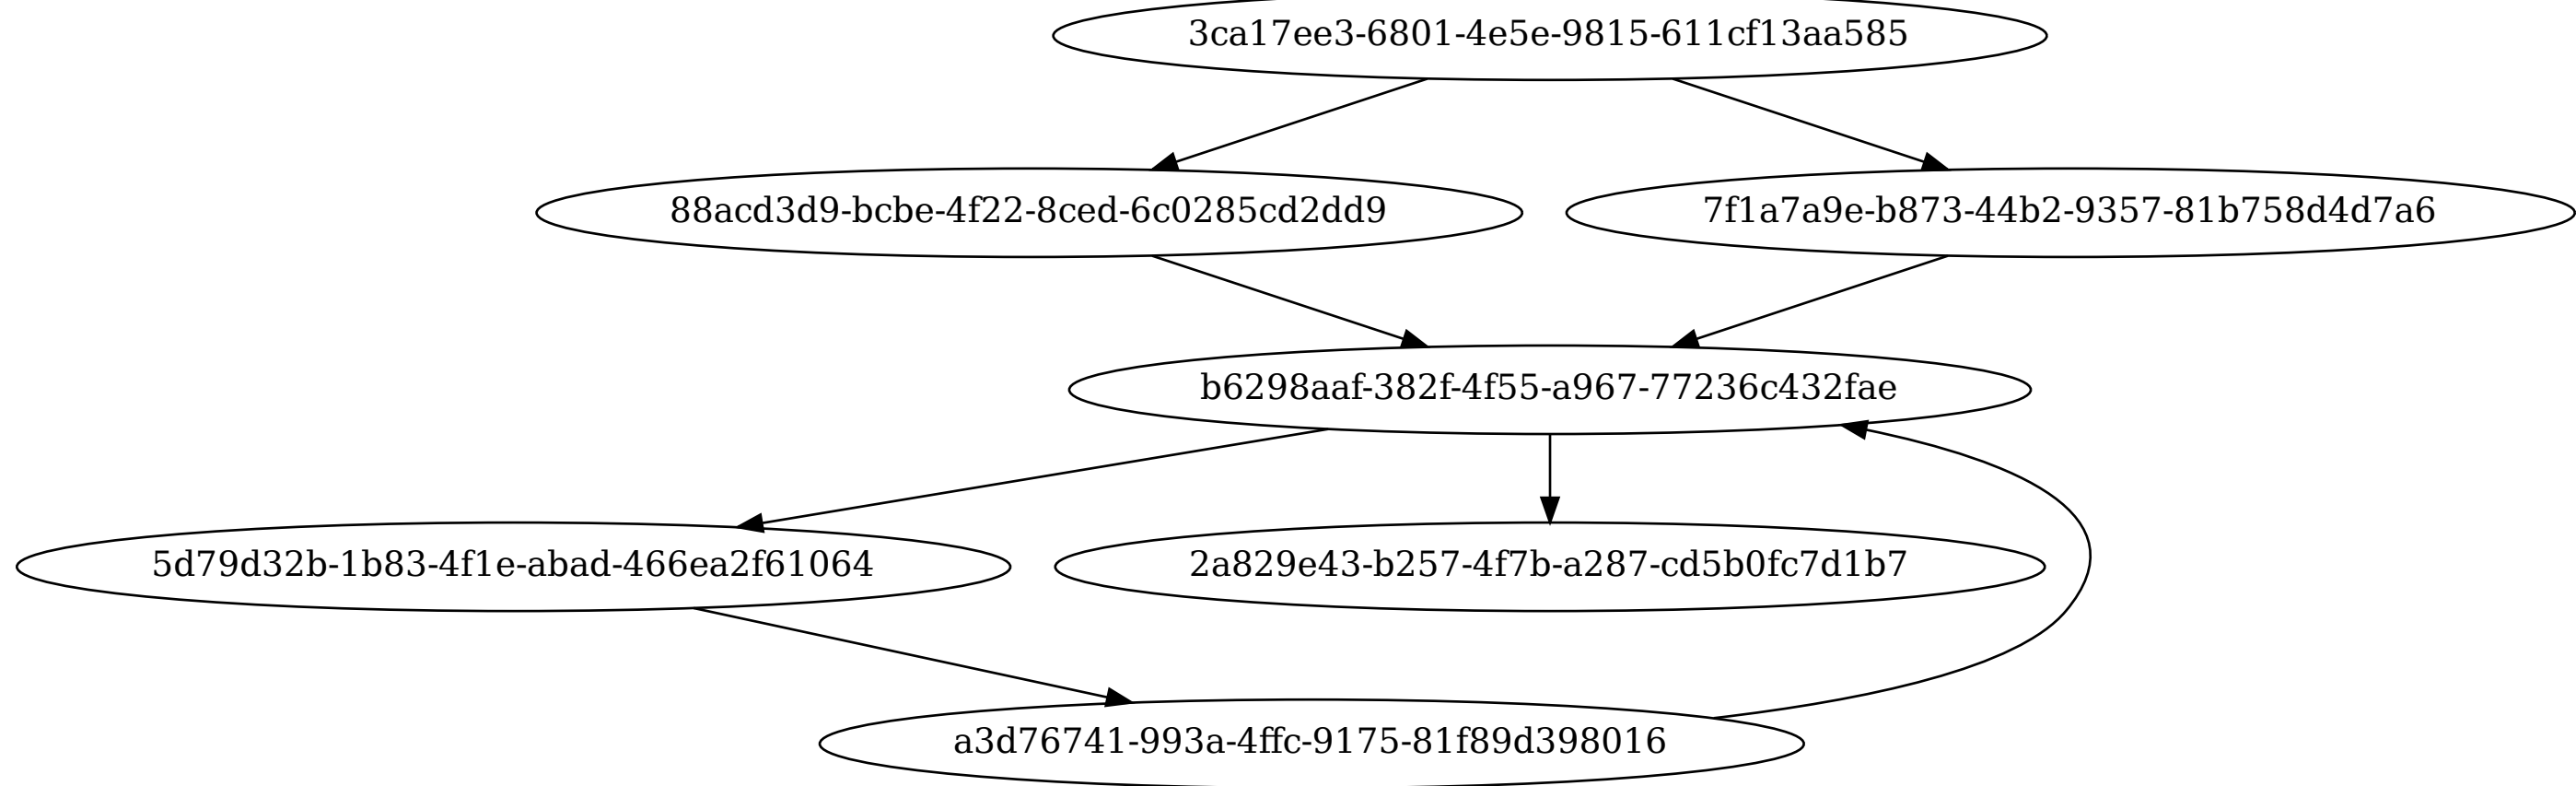 3ca17ee3-6801-4e5e-9815-611cf13aa585
88acd3d9-bcbe-4f22-8ced-6c0285cd2dd9
7f1a7a9e-b873-44b2-9357-81b758d4d7a6
b6298aaf-382f-4f55-a967-77236c432fae
5d79d32b-1b83-4f1e-abad-466ea2f61064
2a829e43-b257-4f7b-a287-cd5b0fc7d1b7
a3d76741-993a-4ffc-9175-81f89d398016